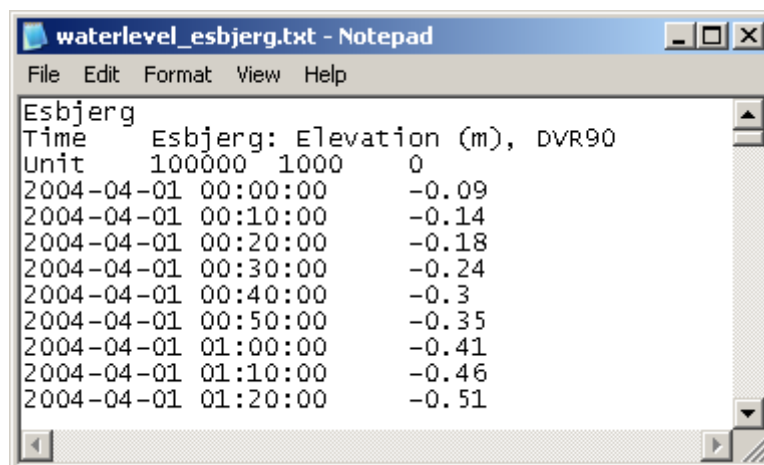 waterlevel_esbjerg.txt - Notepad
File Edit Format View Help
Esbjerg
Time Esbjerg: Elevation (m), DVR90
Unit 100000 1000 0
2004-04-01 00:00:00 -0.09
2004-04-01 00:10:00 -0.14
2004-04-01 00:20:00 -0.18
2004-04-01 00:30:00 -0.24
2004-04-01 00:40:00 -0.3
2004-04-01 00:50:00 -0.35
2004-04-01 01:00:00 -0.41
2004-04-01 01:10:00 -0.46
2004-04-01 01:20:00 -0.51